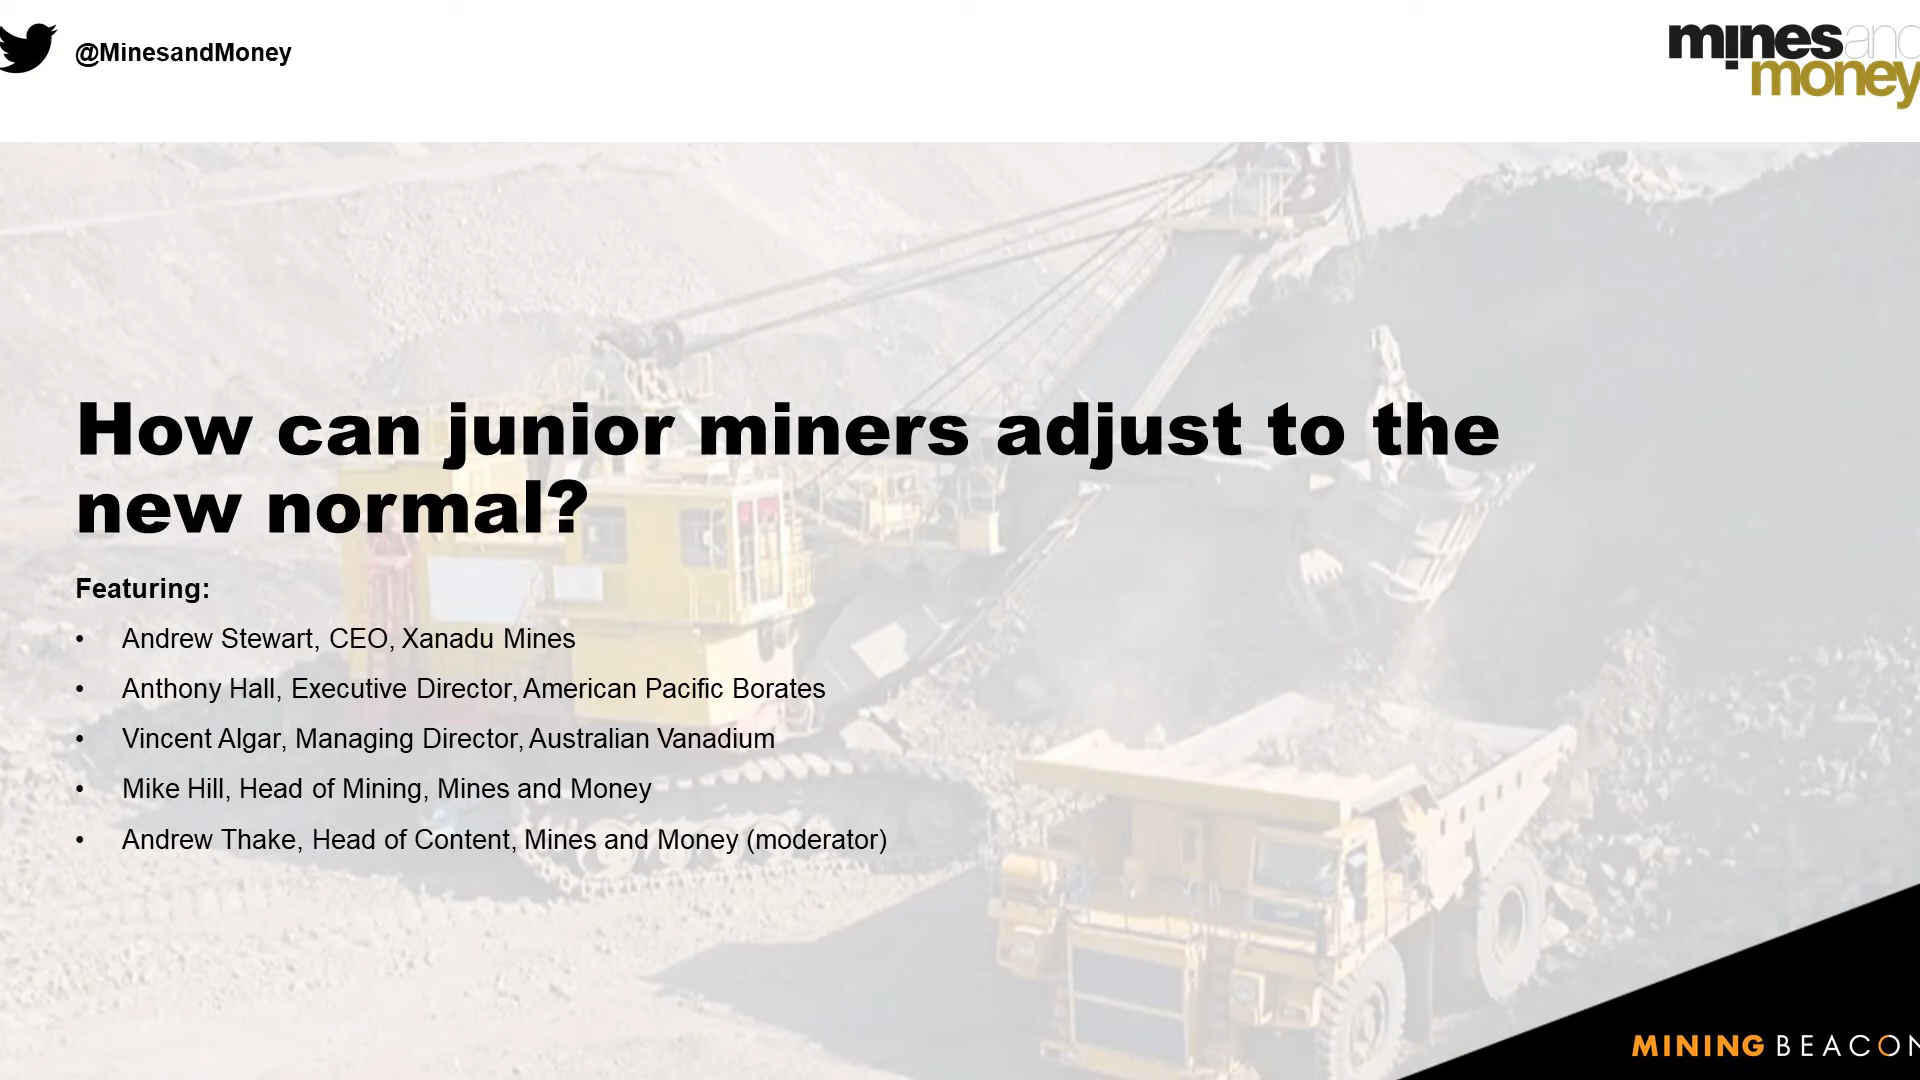 @MinesandMoney
mines and
money
How can junior miners adjust to the
new normal?
Featuring:
• Andrew Stewart, CEO, Xanadu Mines
• Anthony Hall, Executive Director, American Pacific Borates
• Vincent Algar, Managing Director, Australian Vanadium
• Mike Hill, Head of Mining, Mines and Money
• Andrew Thake, Head of Content, Mines and Money (moderator)
MINING BEACON